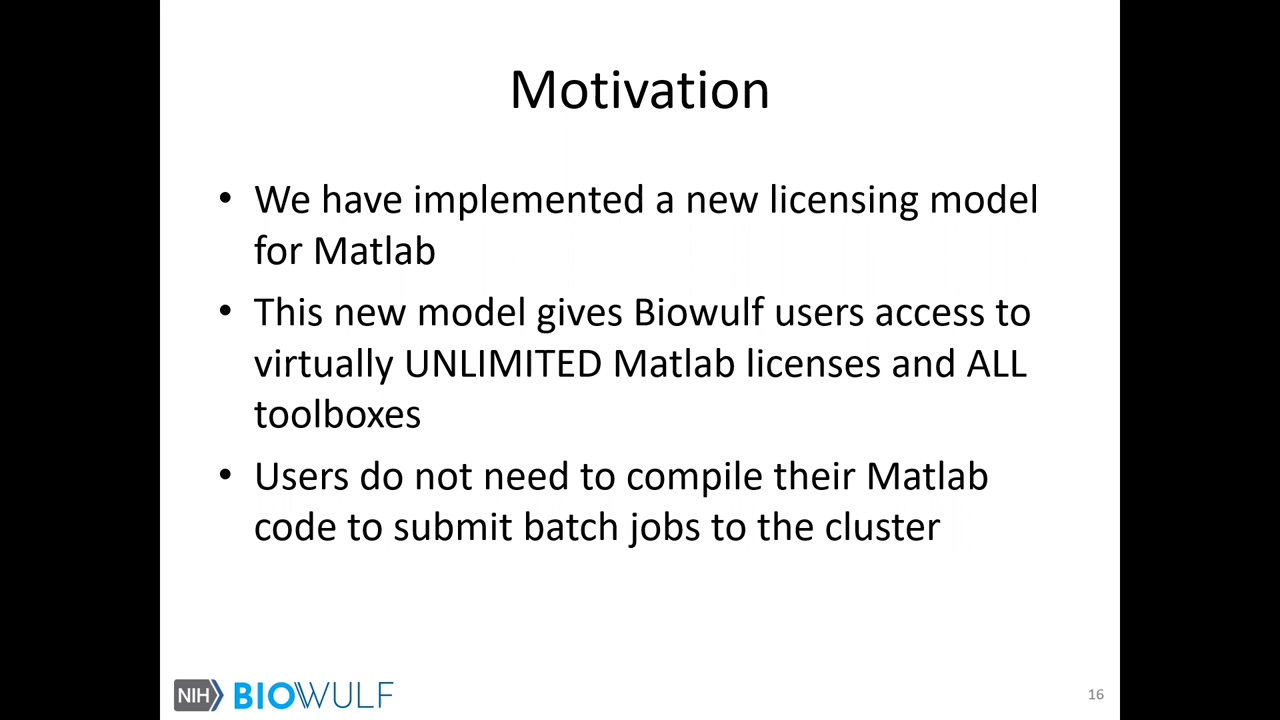 Motivation
• We have implemented a new licensing model
for Matlab
• This new model gives Biowulf users access to
virtually UNLIMITED Matlab licenses and ALL
toolboxes
• Users do not need to compile their Matlab
code to submit batch jobs to the cluster
NIH BIOWULF
16